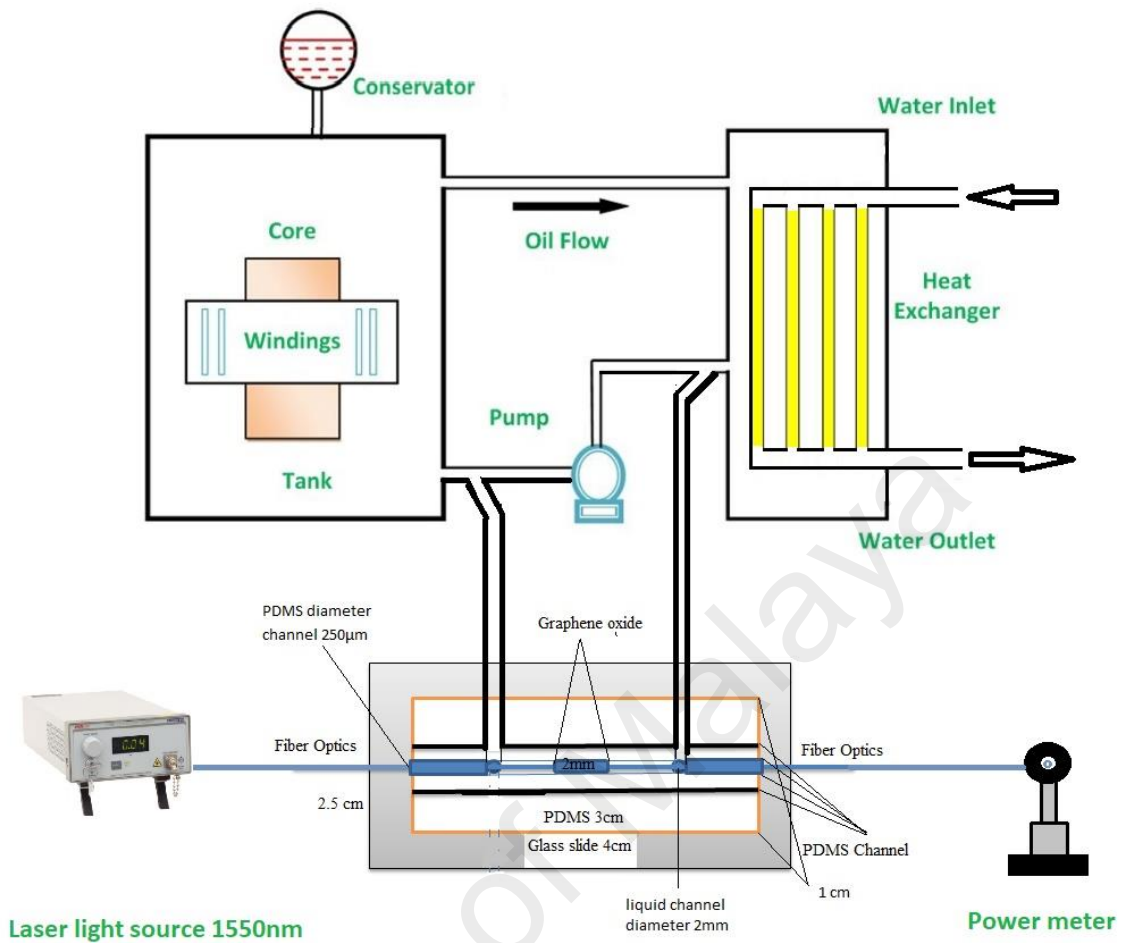 Conservator
Water Inlet
Core
Oil Flow
Heat
Exchanger
Windings
Pump
Tank
Water Outlet
PDMS diameter
channel 250µm
Graphene oxide
Fiber Optics
2mm
Fiber Optics
2.5 cm
PDMS 3cm
Glass slide 4cm
PDMS Channel
1 cm
liquid channel
diameter 2mm
Laser light source 1550nm
Power meter
of Malaya